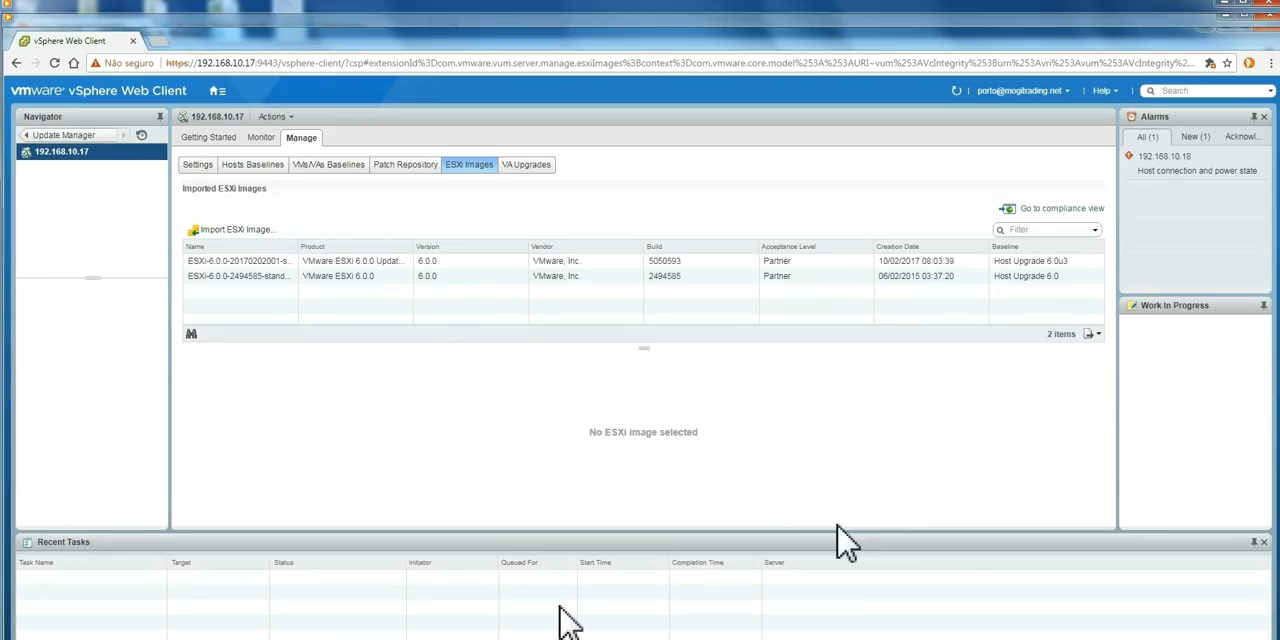 vSphere Web Client
Não seguro
https://192.168.10.17:9443/vsphere-client/?csp#extensionId%3Dcom.vmware.vum.server.manage.esxiImages%3Bcontext%3Dcom.vmware.core.model%253A%253AURI~vum%253AVcIntegrity%253Bum%253Avri%253Avum%253AVcIntegrity%2...
vmware® vSphere Web Client
porto@mogitrading.net
Help
Search
Navigator
Update Manager
192.168.10.17
192.168.10.17 Actions
Getting Started Monitor Manage
Settings Hosts Baselines VMs/VAs Baselines Patch Repository ESXi Images VA Upgrades
Imported ESXi Images
Go to compliance view
Import ESXi Image...
Filter
Name Product Version Vendor Build Acceptance Level Creation Date Baseline
ESXi-6.0.0-20170202001-s... VMware ESXi 6.0.0 Updat... 6.0.0 VMware, Inc. 5050593 Partner 10/02/2017 08:03:39 Host Upgrade 6.0u3
ESXi-6.0.0-2494585-stand... VMware ESXi 6.0.0 6.0.0 VMware, Inc. 2494585 Partner 06/02/2015 03:37:20 Host Upgrade 6.0
2 items
No ESXi image selected
Alarms
All (1) New (1) Acknowl...
192.168.10.18
Host connection and power state
Work In Progress
Recent Tasks
Task Name Target Status Initiator Queued For Start Time Completion Time Server